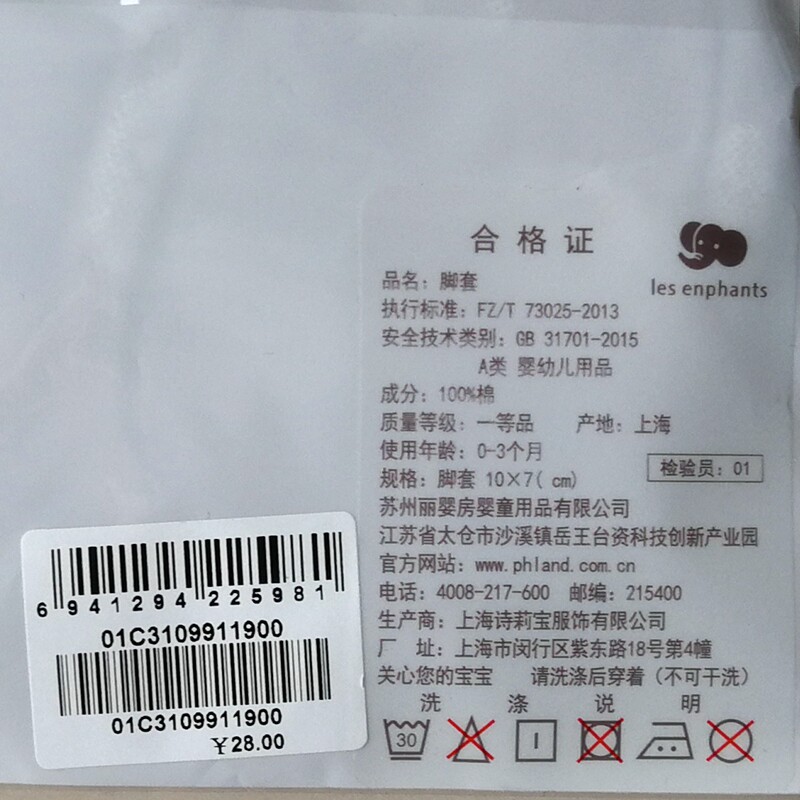 合格证
les enphants
品名：脚套
执行标准：FZ/T 73025-2013
安全技术类别：GB 31701-2015
A类 婴幼儿用品
成分：100%棉
质量等级：一等品 产地：上海
使用年龄：0-3个月
规格：脚套 10×7(cm)
检验员：01
苏州丽婴房婴童用品有限公司
江苏省太仓市沙溪镇岳王台资科技创新产业园
官方网站：www.phland.com.cn
电话：4008-217-600 邮编：215400
生产商：上海诗莉宝服饰有限公司
厂 址：上海市闵行区紫东路18号第4幢
关心您的宝宝 请洗涤后穿着（不可干洗）
洗涤说明
30
6 941294 225981
01C3109911900
01C3109911900
￥28.00